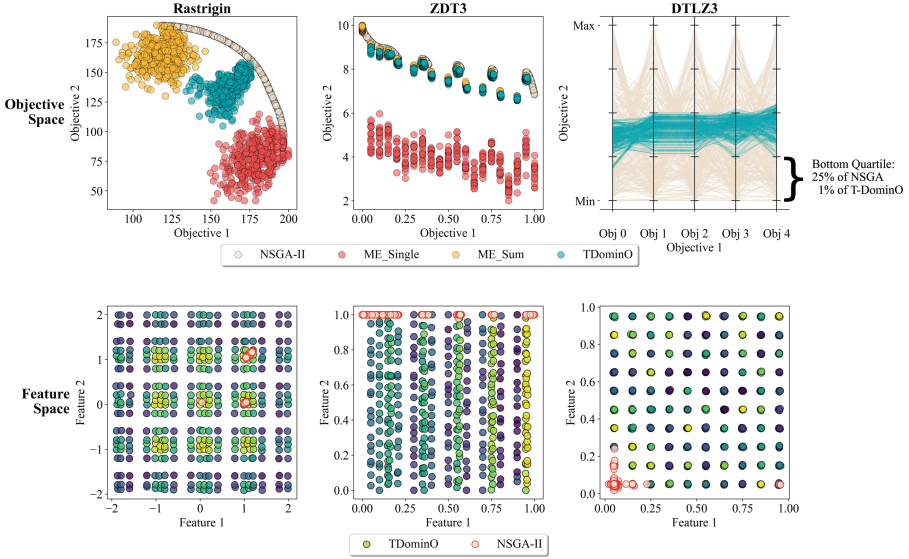 Rastrigin
ZDT3
DTLZ3
Objective
Space
Objective 2
175
150
125
100
75
50
100
125
150
175
200
Objective 1
Objective 2
10
8
6
4
2
0.00
0.25
0.50
0.75
1.00
Objective 1
Objective 2
Max
Min
Obj 0
Obj 1
Obj 2
Obj 3
Obj 4
Objective 1
Bottom Quartile:
25% of NSGA
1% of T-DominO
NSGA-II
ME_Single
ME_Sum
TDominO
Feature
Space
Feature 2
2
1
0
−1
−2
−2
−1
0
1
2
Feature 1
Feature 2
1.0
0.8
0.6
0.4
0.2
0.0
0.00
0.25
0.50
0.75
1.00
Feature 1
Feature 2
1.0
0.8
0.6
0.4
0.2
0.0
0.00
0.25
0.50
0.75
1.00
Feature 1
TDominO
NSGA-II